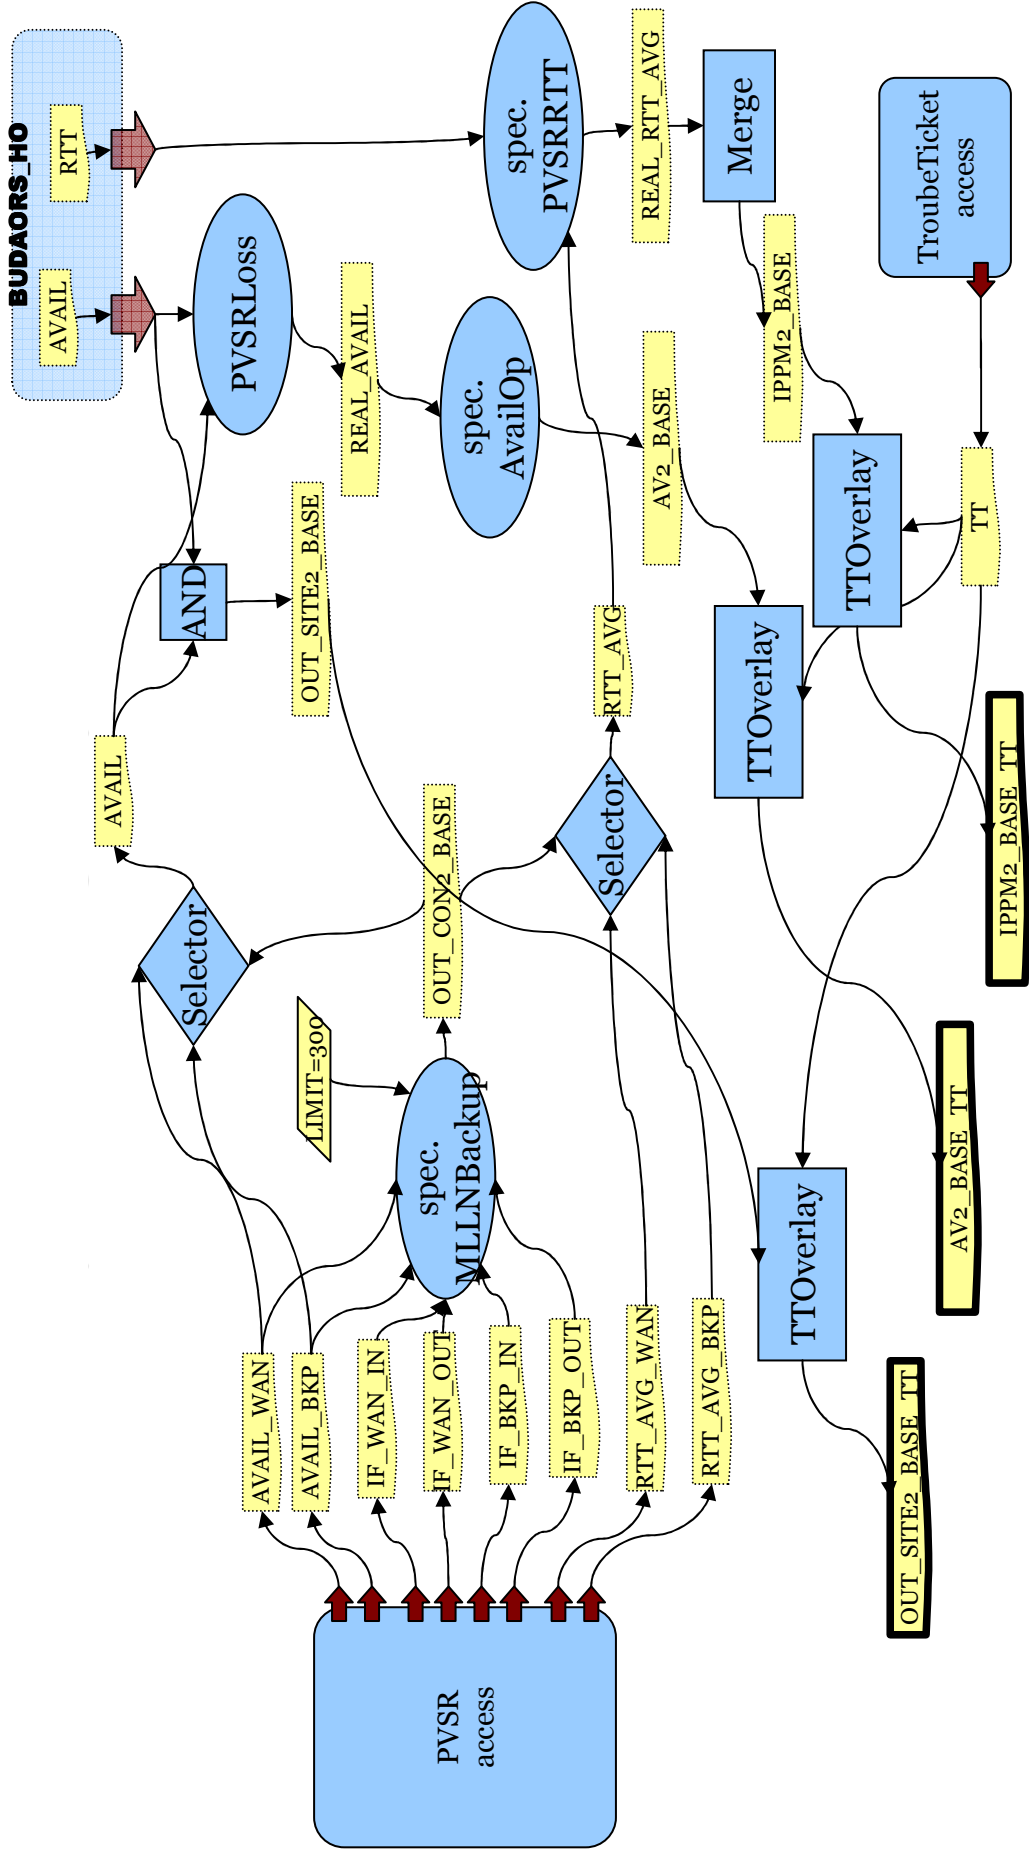 BUDAORS_HO
RTT
AVAIL
PVSRLoss
spec.
PVSRRTT
REAL_RTT_AVG
Merge
TroubeTicket
access
REAL_AVAIL
spec.
AvailOp
IPPM2_BASE
AV2_BASE
TTOverlay
TT
AND
OUT_SITE2_BASE
RTT_AVG
TTOverlay
AVAIL
OUT_CON2_BASE
Selector
IPPM2_BASE_TT
Selector
LIMIT=300
spec.
MLLNBackup
TTOverlay
AV2_BASE_TT
AVAIL_WAN
AVAIL_BKP
IF_WAN_IN
IF_WAN_OUT
IF_BKP_IN
IF_BKP_OUT
RTT_AVG_WAN
RTT_AVG_BKP
OUT_SITE2_BASE_TT
PVSR
access